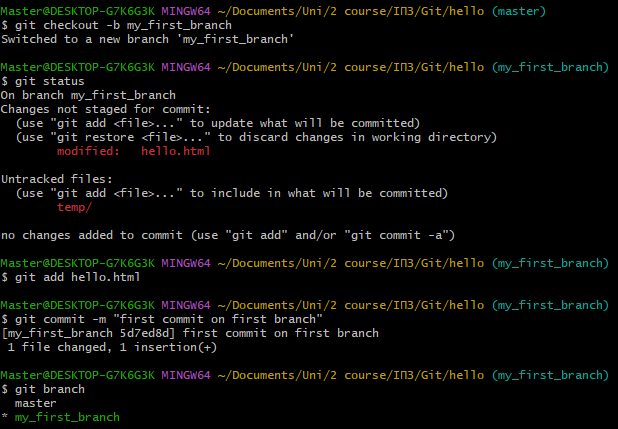 Master@DESKTOP-G7K6G3K MINGW64 ~/Documents/Uni/2 course/ІПЗ/Git/hello (master)
$ git checkout -b my_first_branch
Switched to a new branch 'my_first_branch'

Master@DESKTOP-G7K6G3K MINGW64 ~/Documents/Uni/2 course/ІПЗ/Git/hello (my_first_branch)
$ git status
On branch my_first_branch
Changes not staged for commit:
  (use "git add <file>..." to update what will be committed)
  (use "git restore <file>..." to discard changes in working directory)
        modified:   hello.html

Untracked files:
  (use "git add <file>..." to include in what will be committed)
        temp/

no changes added to commit (use "git add" and/or "git commit -a")

Master@DESKTOP-G7K6G3K MINGW64 ~/Documents/Uni/2 course/ІПЗ/Git/hello (my_first_branch)
$ git add hello.html

Master@DESKTOP-G7K6G3K MINGW64 ~/Documents/Uni/2 course/ІПЗ/Git/hello (my_first_branch)
$ git commit -m "first commit on first branch"
[my_first_branch 5d7ed8d] first commit on first branch
 1 file changed, 1 insertion(+)

Master@DESKTOP-G7K6G3K MINGW64 ~/Documents/Uni/2 course/ІПЗ/Git/hello (my_first_branch)
$ git branch
  master
* my_first_branch